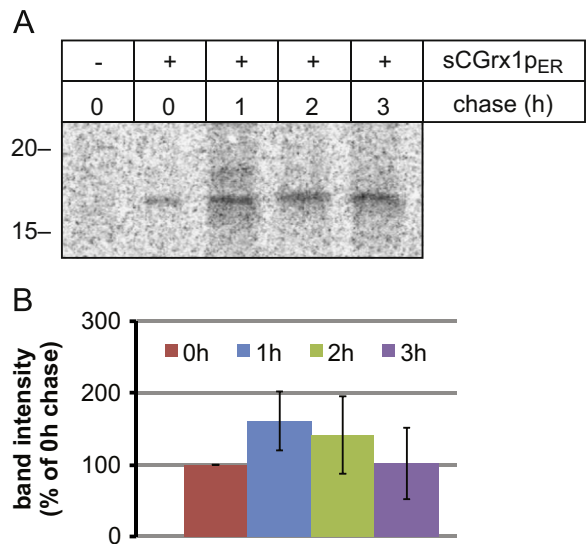 A
- + + + + sCGrx1pER
0 0 1 2 3 chase (h)
20–
15–
B
band intensity
(% of 0h chase)
300
200
100
0
0h 1h 2h 3h